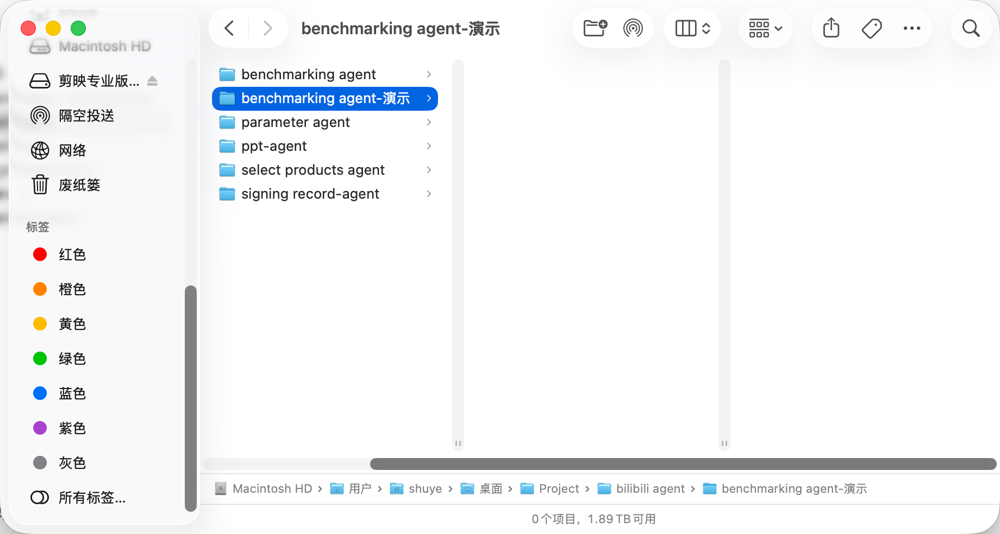 shuye
Macintosh HD
剪映专业版...
隔空投送
网络
废纸篓
标签
红色
橙色
黄色
绿色
蓝色
紫色
灰色
所有标签...
benchmarking agent-演示
benchmarking agent
benchmarking agent-演示
parameter agent
ppt-agent
select products agent
signing record-agent
Macintosh HD › 用户 › shuye › 桌面 › Project › bilibili agent › benchmarking agent-演示
0个项目，1.89 TB可用